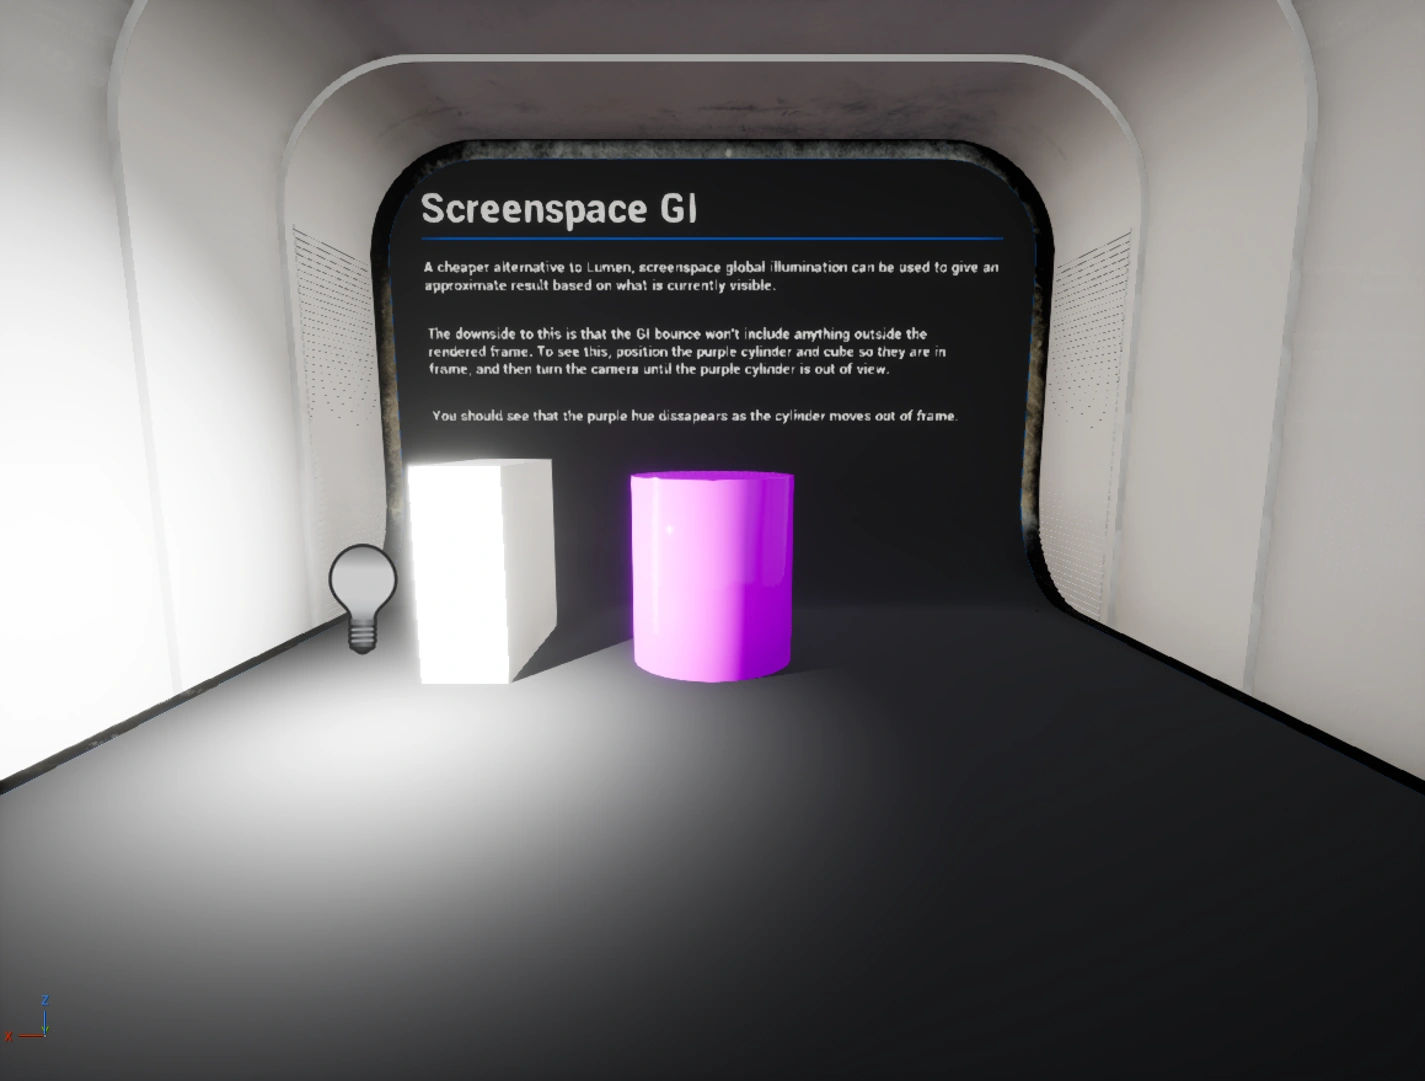 Screenspace GI
A cheaper alternative to Lumen, screenspace global illumination can be used to give an
approximate result based on what is currently visible.
The downside to this is that the GI bounce won't include anything outside the
rendered frame. To see this, position the purple cylinder and cube so they are in
frame, and then turn the camera until the purple cylinder is out of view.
You should see that the purple hue dissapears as the cylinder moves out of frame.
Z
X